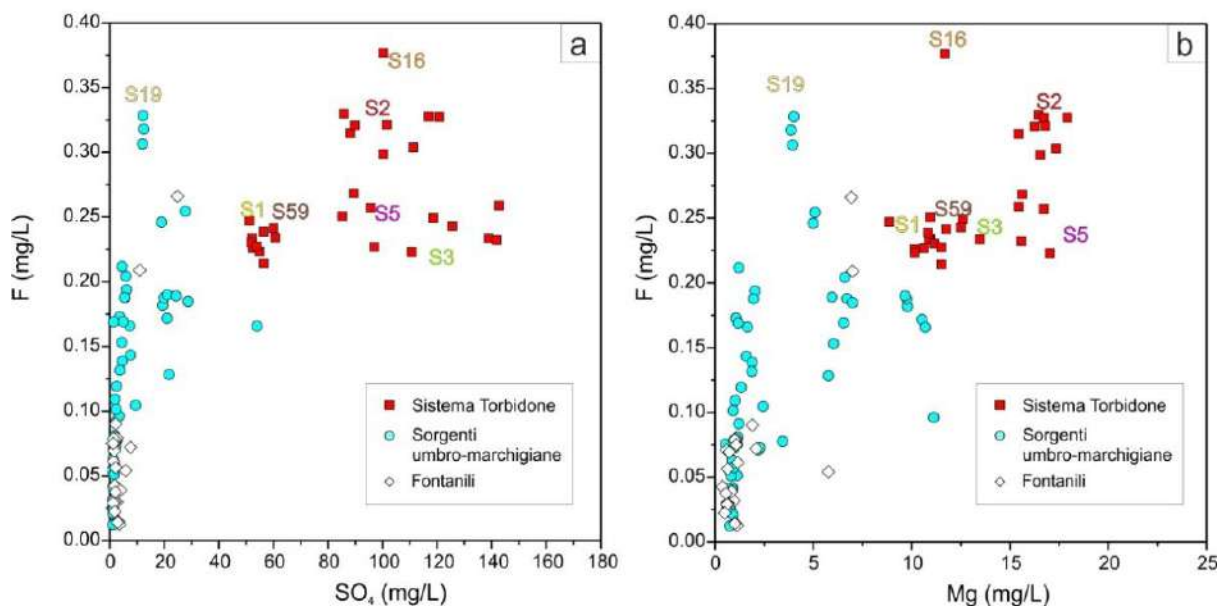 a
F (mg/L)
0.40
0.35
0.30
0.25
0.20
0.15
0.10
0.05
0.00
S16
S19
S2
S1
S59
S5
S3
Sistema Torbidone
Sorgenti
umbro-marchigiane
Fontanili
0 20 40 60 80 100 120 140 160 180
SO₄ (mg/L)
b
F (mg/L)
0.40
0.35
0.30
0.25
0.20
0.15
0.10
0.05
0.00
S16
S19
S2
S59
S1
S3
S5
Sistema Torbidone
Sorgenti
umbro-marchigiane
Fontanili
0 5 10 15 20 25
Mg (mg/L)